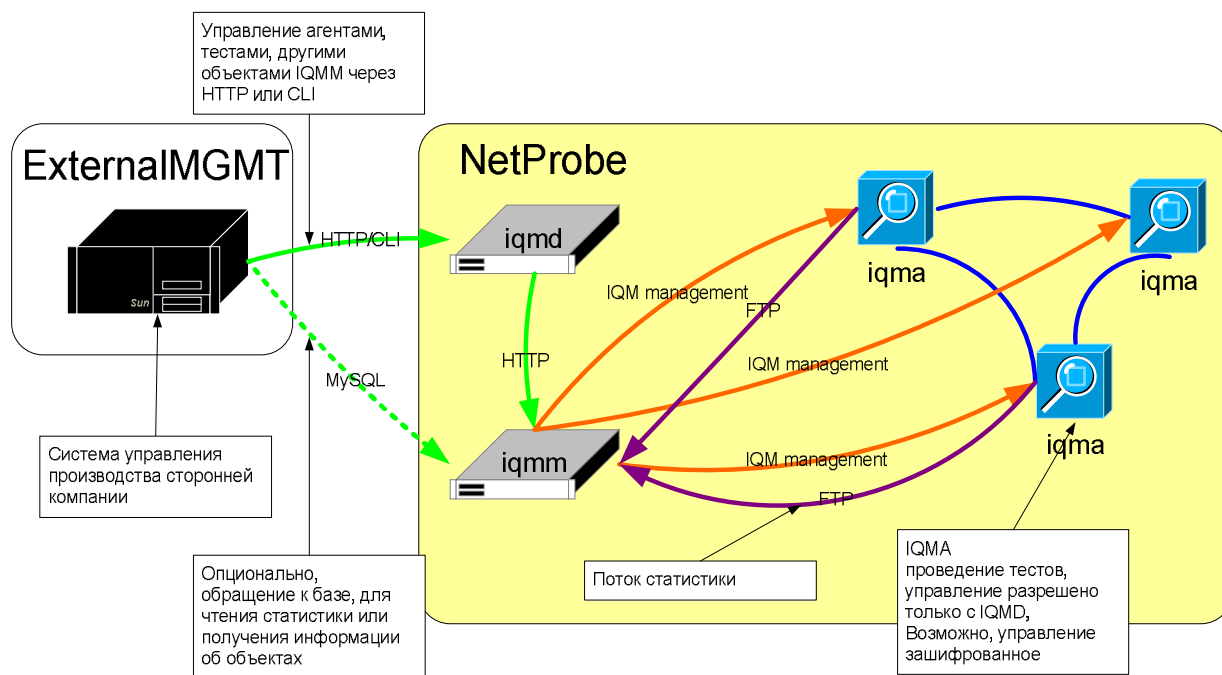 Управление агентами,
тестами, другими
объектами IQMM через
HTTP или CLI
ExternalMGMT
NetProbe
HTTP/CLI
iqmd
iqma
iqma
Sun
IQM management
FTP
HTTP
IQM management
MySQL
iqma
Система управления
производства сторонней
компании
iqmm
IQM management
FTP
IQMA
проведение тестов,
управление разрешено
только с IQMD,
Возможно, управление
зашифрованное
Поток статистики
Опционально,
обращение к базе, для
чтения статистики или
получения информации
об объектах